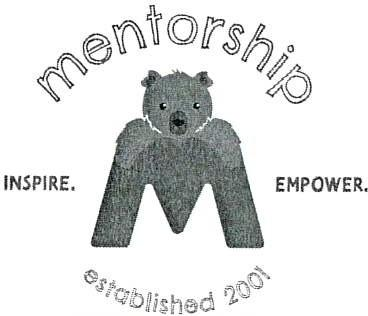 mentorship
INSPIRE. EMPOWER.
M
established 2001